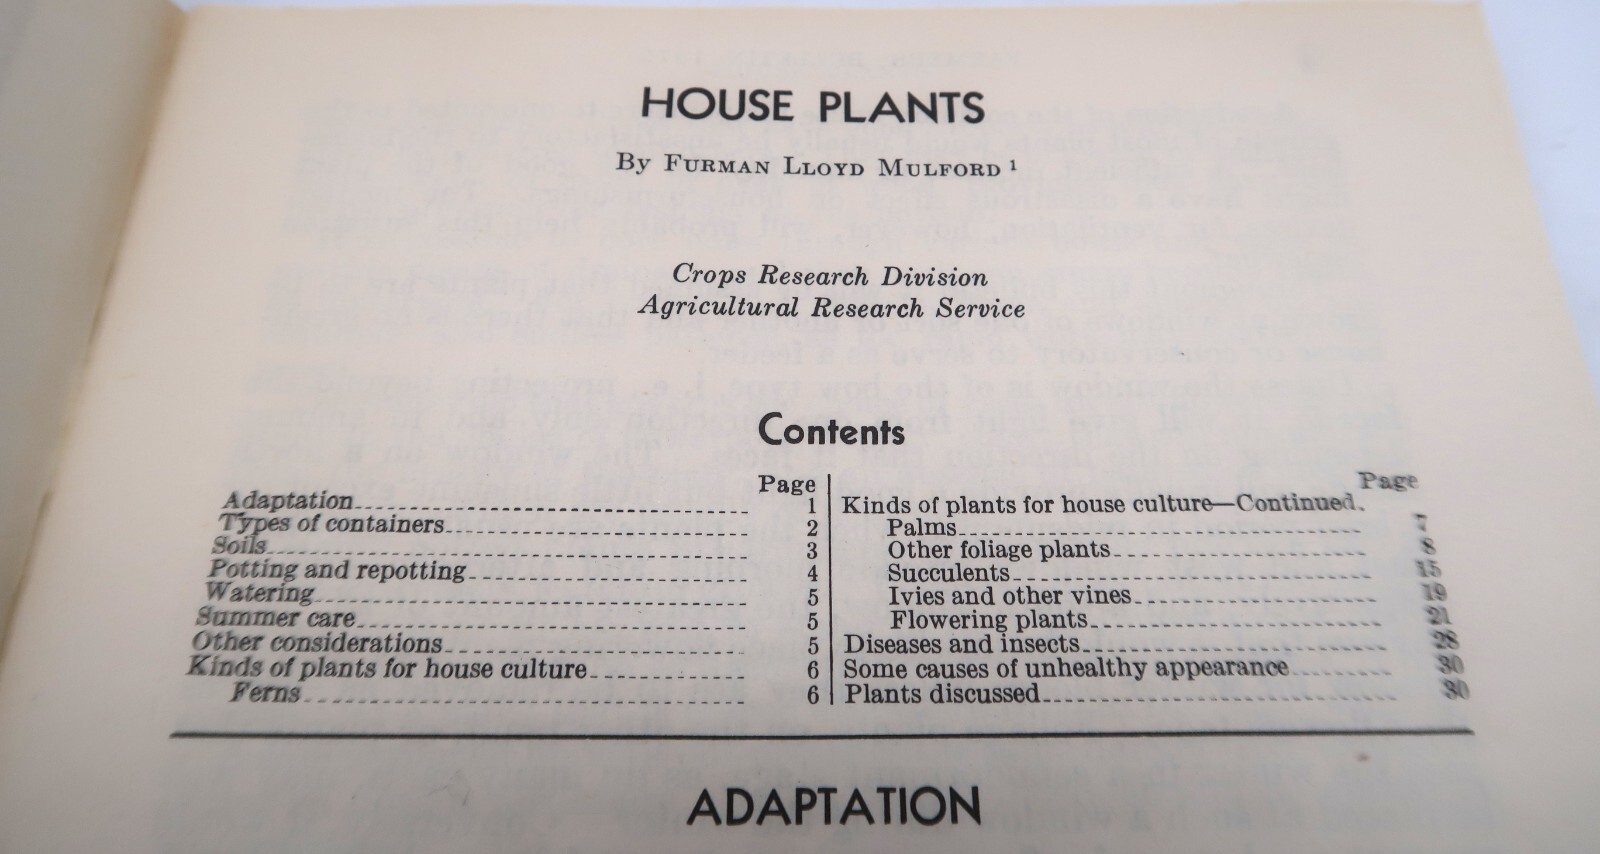 HOUSE PLANTS
By FURMAN LLOYD MULFORD ¹
Crops Research Division
Agricultural Research Service
Contents
Page
Adaptation 1
Types of containers 2
Soils 3
Potting and repotting 4
Watering 5
Summer care 5
Other considerations 5
Kinds of plants for house culture 6
Ferns 6
Page
Kinds of plants for house culture—Continued.
Palms 7
Other foliage plants 8
Succulents 15
Ivies and other vines 19
Flowering plants 21
Diseases and insects 28
Some causes of unhealthy appearance 30
Plants discussed 30
ADAPTATION